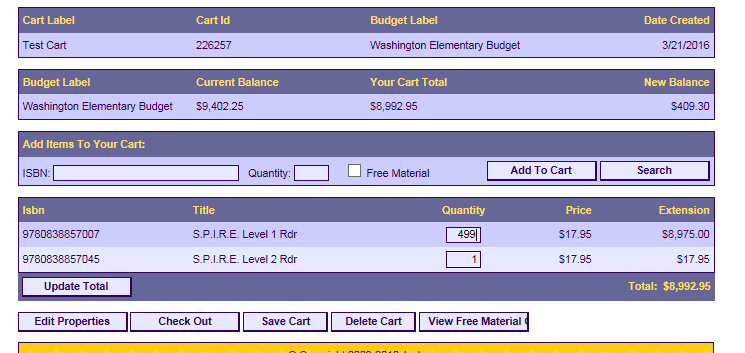 Cart Label Cart Id Budget Label Date Created
Test Cart 226257 Washington Elementary Budget 3/21/2016
Budget Label Current Balance Your Cart Total New Balance
Washington Elementary Budget $9,402.25 $8,992.95 $409.30
Add Items To Your Cart:
ISBN: Quantity: Free Material Add To Cart Search
Isbn Title Quantity Price Extension
9780838857007 S.P.I.R.E. Level 1 Rdr 499 $17.95 $8,975.00
9780838857045 S.P.I.R.E. Level 2 Rdr 1 $17.95 $17.95
Update Total Total: $8,992.95
Edit Properties Check Out Save Cart Delete Cart View Free Material